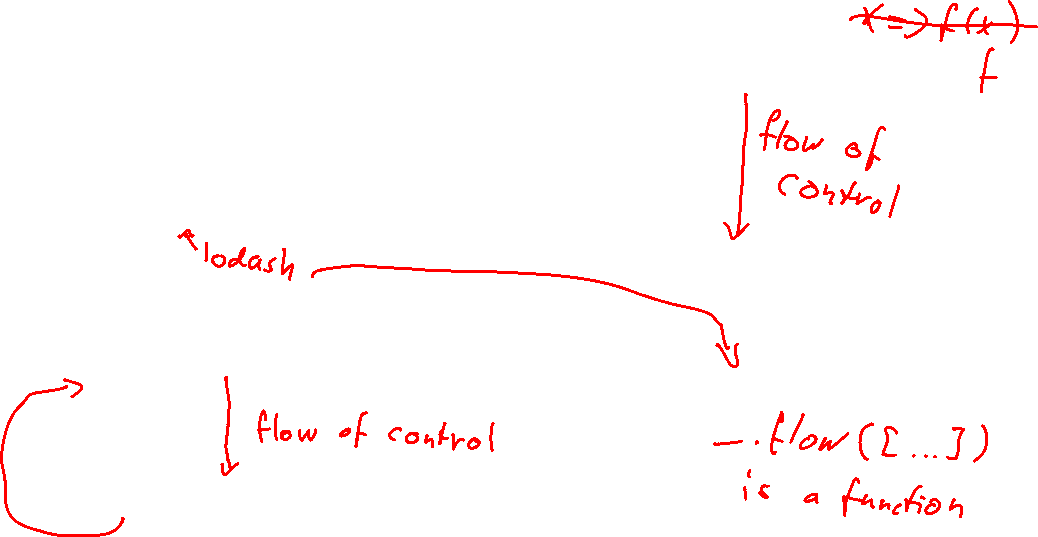 x => f(x)
f
flow of
control
lodash
flow of control
_.flow([...])
is a function